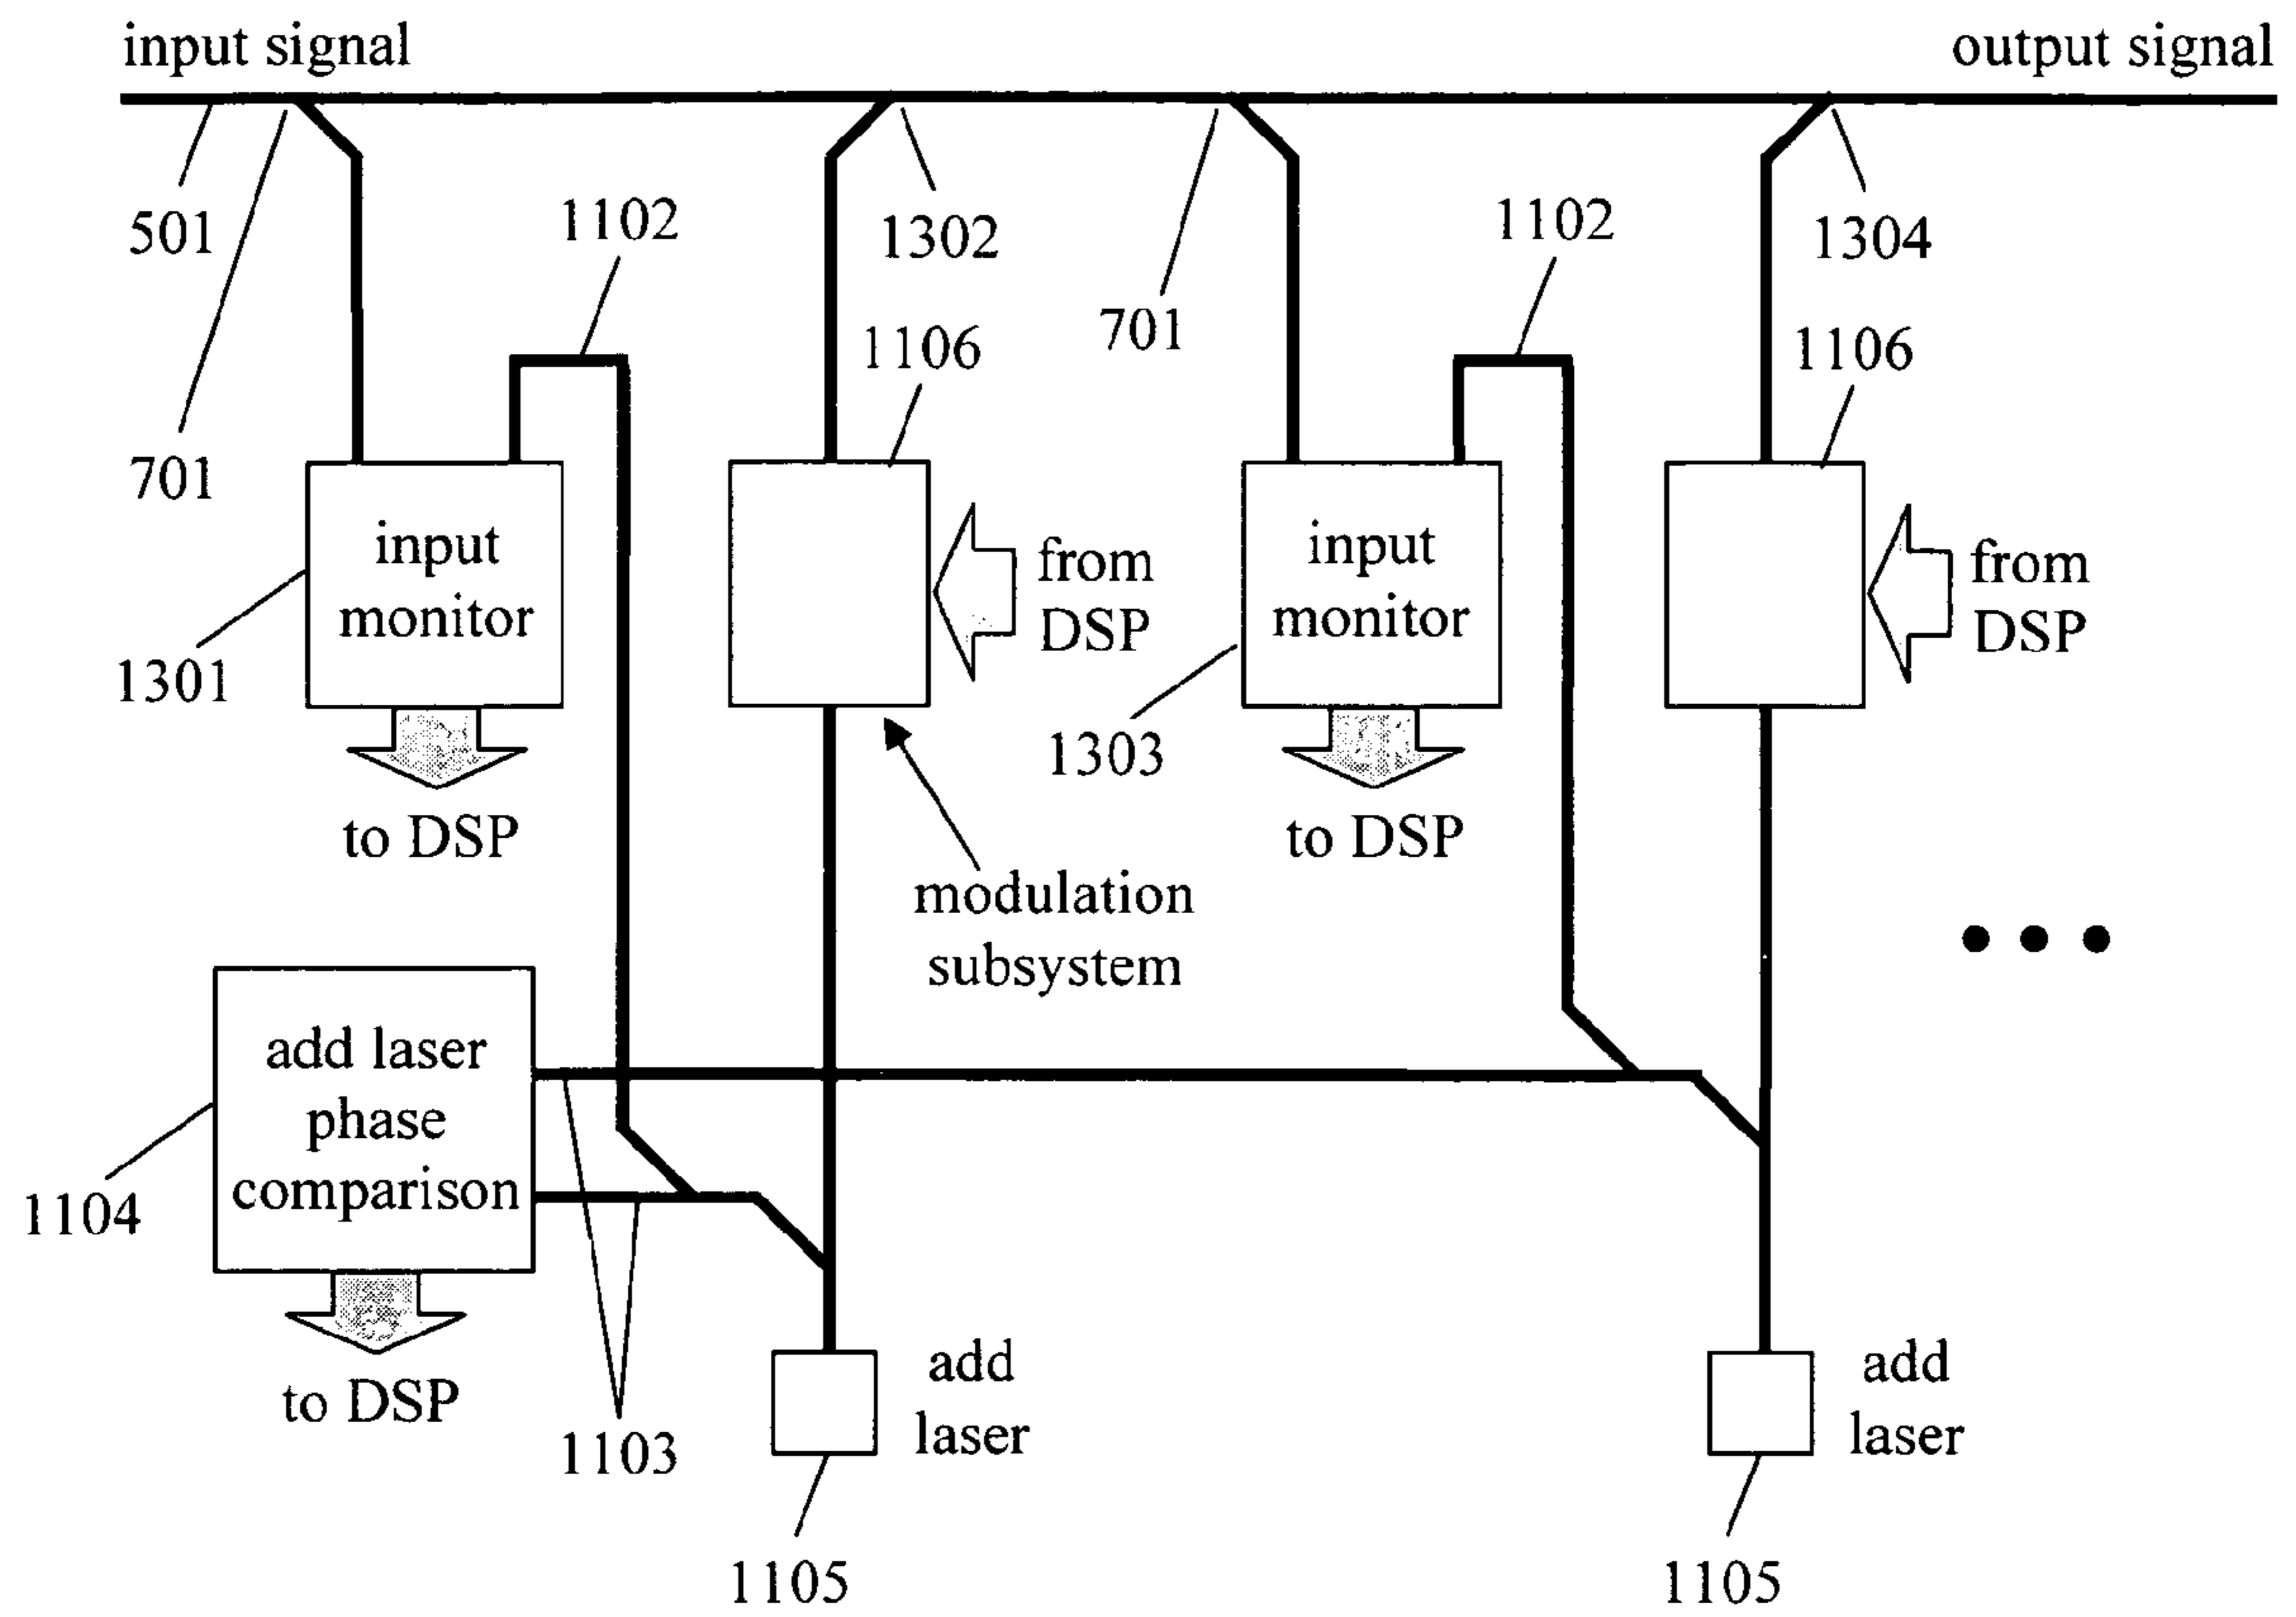 input signal
output signal
501
1102
1302
1102
1304
701
1106
1106
701
input
monitor
from
DSP
input
monitor
from
DSP
1301
1303
to DSP
to DSP
modulation
subsystem
add laser
phase
comparison
1104
to DSP
add
laser
add
laser
1103
1105
1105